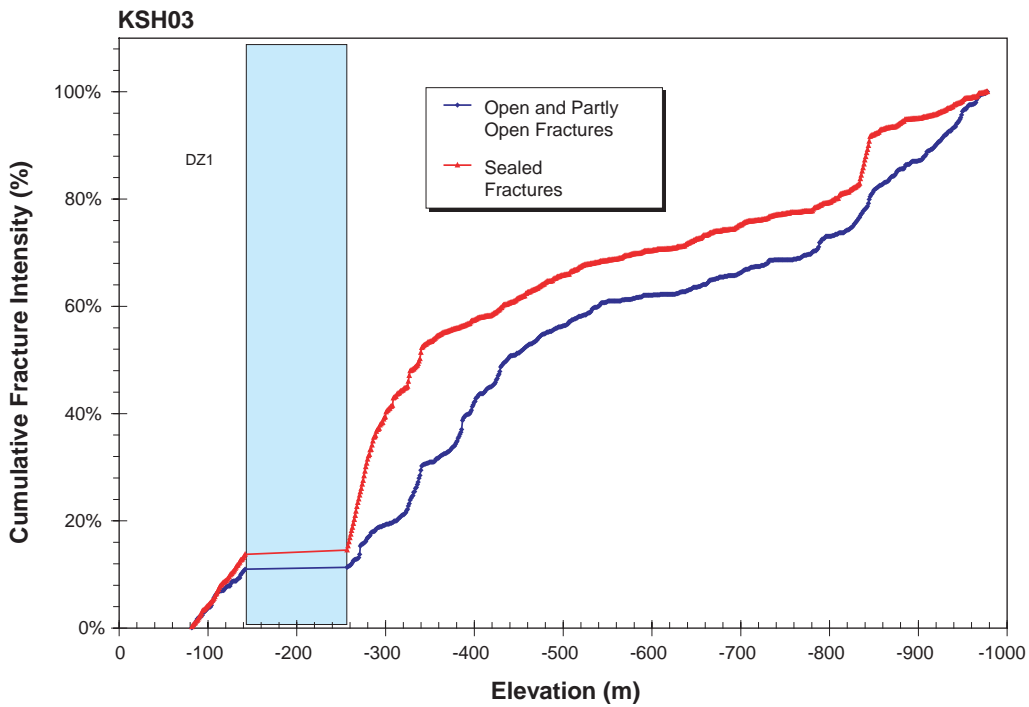 KSH03
Cumulative Fracture Intensity (%)
100%
80%
60%
40%
20%
0%
DZ1
Open and Partly
Open Fractures
Sealed
Fractures
0 -100 -200 -300 -400 -500 -600 -700 -800 -900 -1000
Elevation (m)